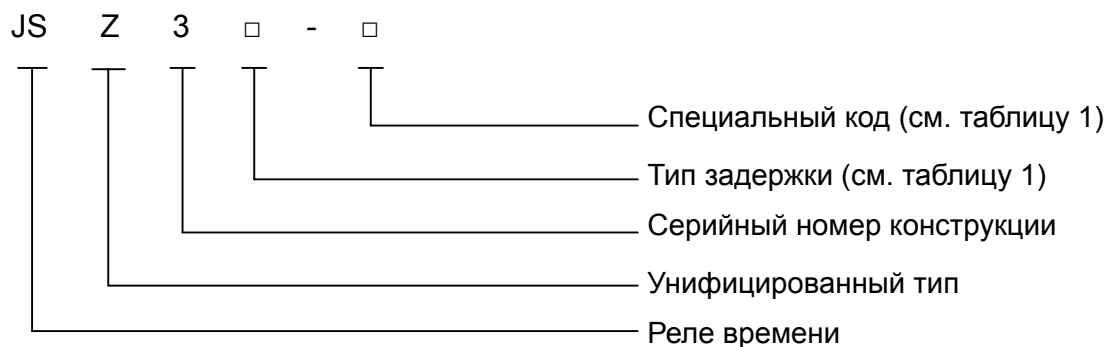 JS Z 3 □ - □
Специальный код (см. таблицу 1)
Тип задержки (см. таблицу 1)
Серийный номер конструкции
Унифицированный тип
Реле времени